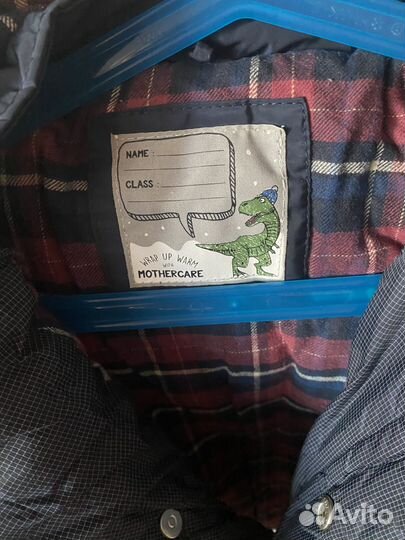 NAME :
CLASS :
WRAP UP WARM
WITH
MOTHERCARE
Avito